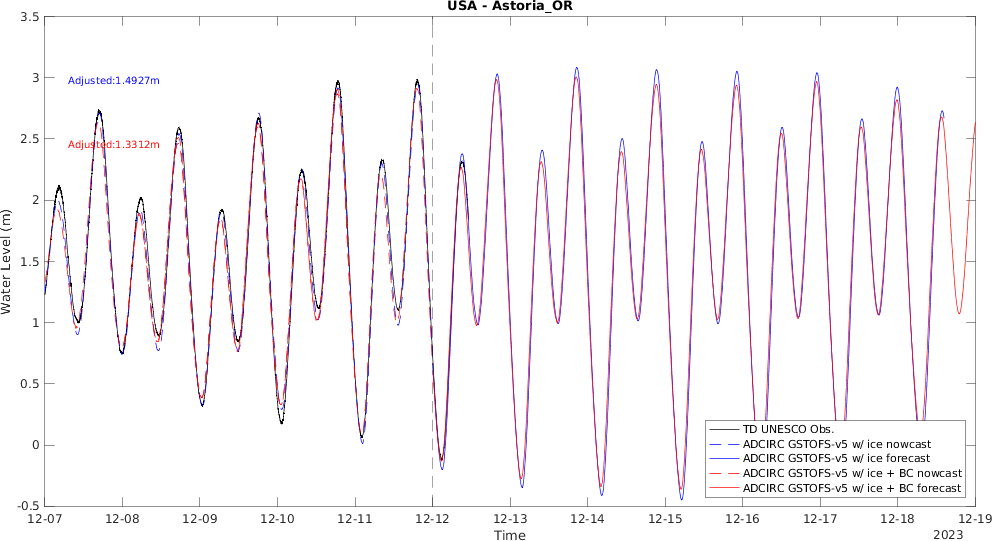 USA - Astoria_OR
3.5
3
2.5
2
1.5
1
0.5
0
-0.5
Water Level (m)
Adjusted:1.4927m
Adjusted:1.3312m
TD UNESCO Obs.
ADCIRC GSTOFS-v5 w/ ice nowcast
ADCIRC GSTOFS-v5 w/ ice forecast
ADCIRC GSTOFS-v5 w/ ice + BC nowcast
ADCIRC GSTOFS-v5 w/ ice + BC forecast
12-07 12-08 12-09 12-10 12-11 12-12 12-13 12-14 12-15 12-16 12-17 12-18 12-19
Time
2023